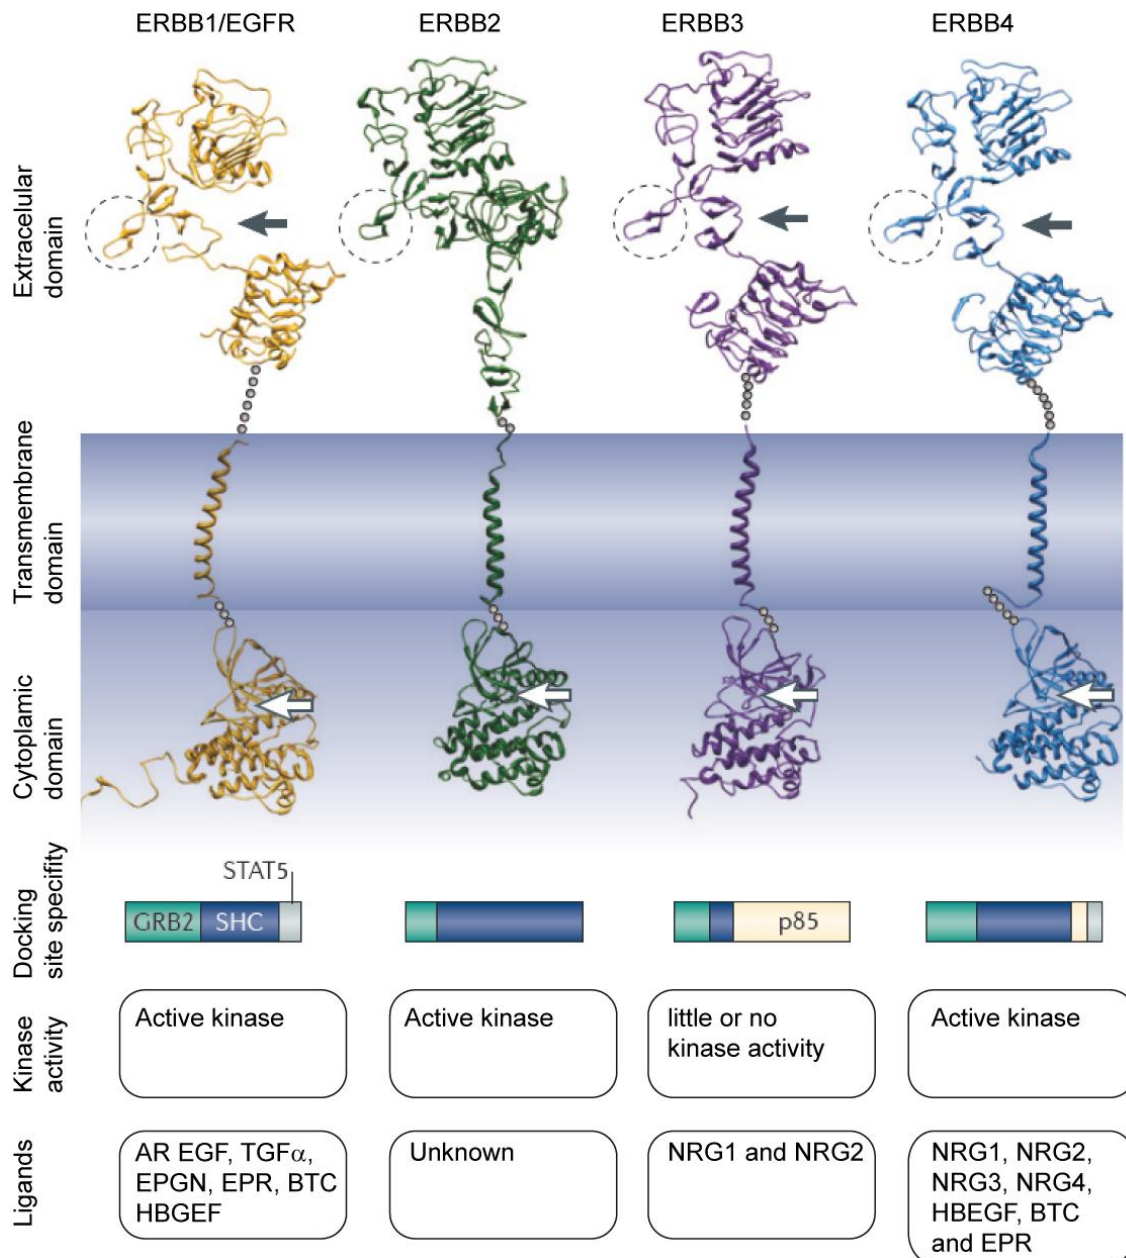 ERBB1/EGFR
ERBB2
ERBB3
ERBB4
Extracelular
domain
Transmembrane
domain
Cytoplamic
domain
Docking
site specifity
STAT5
GRB2
SHC
p85
Kinase
activity
Active kinase
Active kinase
little or no
kinase activity
Active kinase
Ligands
AR EGF, TGFα,
EPGN, EPR, BTC
HBGEF
Unknown
NRG1 and NRG2
NRG1, NRG2,
NRG3, NRG4,
HBEGF, BTC
and EPR